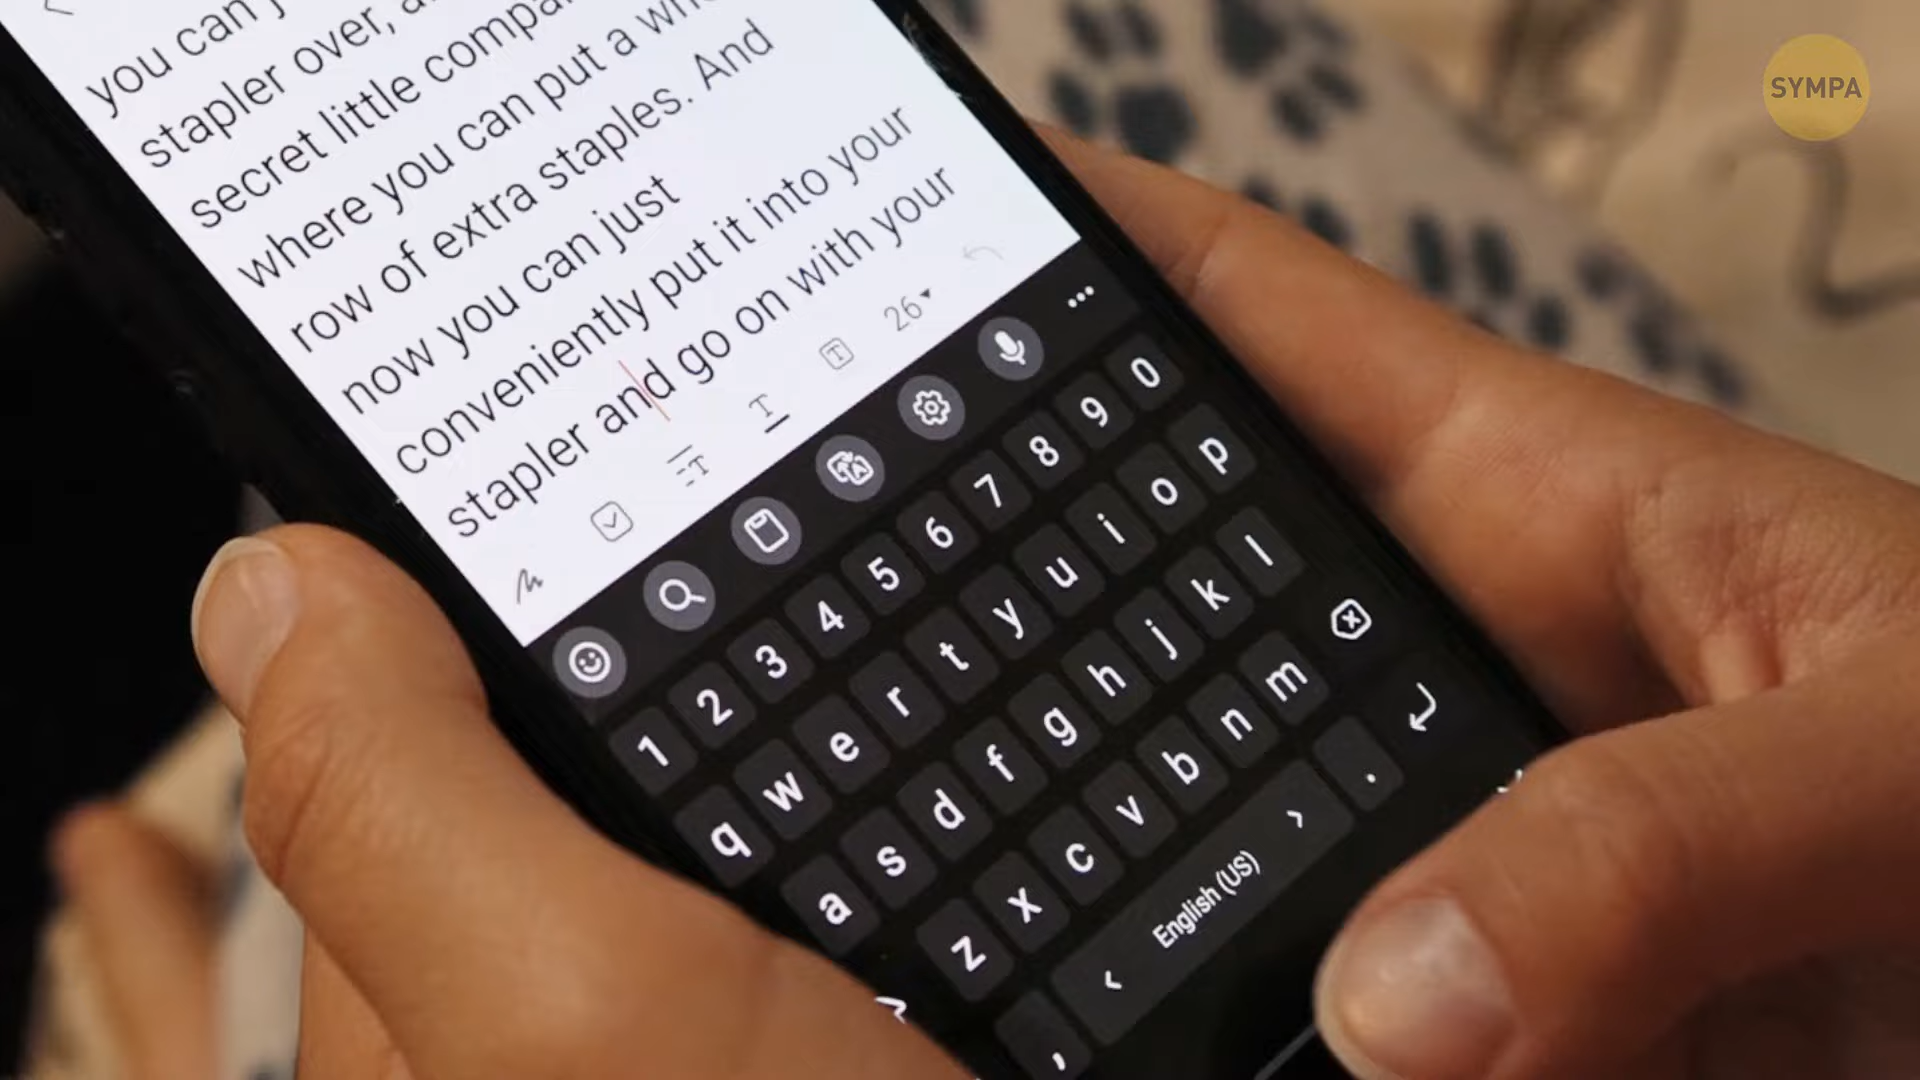 you can j
stapler over, a
secret little compa
where you can put a wh
row of extra staples. And
now you can just
conveniently put it into your
stapler and go on with your
26
1 2 3 4 5 6 7 8 9 0
q w e r t y u i o p
a s d f g h j k l
z x c v b n m
, English (US) .
SYMPA